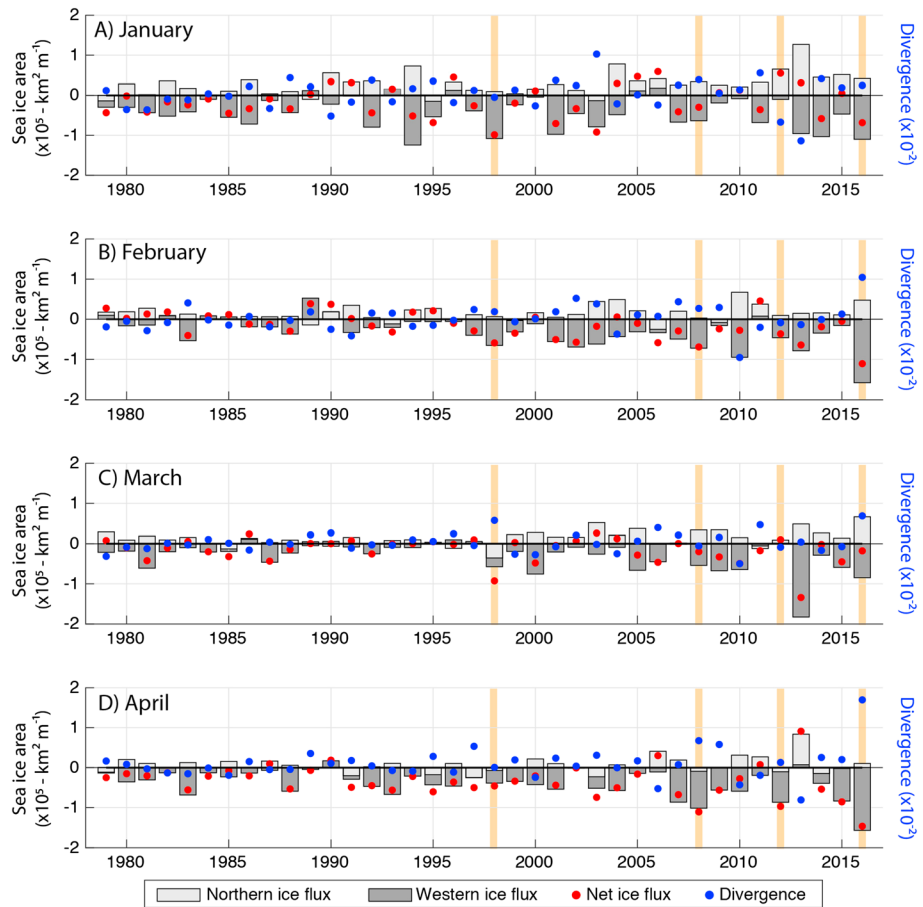 A) January
Sea ice area
(x10⁵ - km² m⁻¹)
2
1
0
-1
-2
Divergence (x10⁻²)
1980 1985 1990 1995 2000 2005 2010 2015
B) February
Sea ice area
(x10⁵ - km² m⁻¹)
2
1
0
-1
-2
Divergence (x10⁻²)
1980 1985 1990 1995 2000 2005 2010 2015
C) March
Sea ice area
(x10⁵ - km² m⁻¹)
2
1
0
-1
-2
Divergence (x10⁻²)
1980 1985 1990 1995 2000 2005 2010 2015
D) April
Sea ice area
(x10⁵ - km² m⁻¹)
2
1
0
-1
-2
Divergence (x10⁻²)
1980 1985 1990 1995 2000 2005 2010 2015
Northern ice flux Western ice flux Net ice flux Divergence